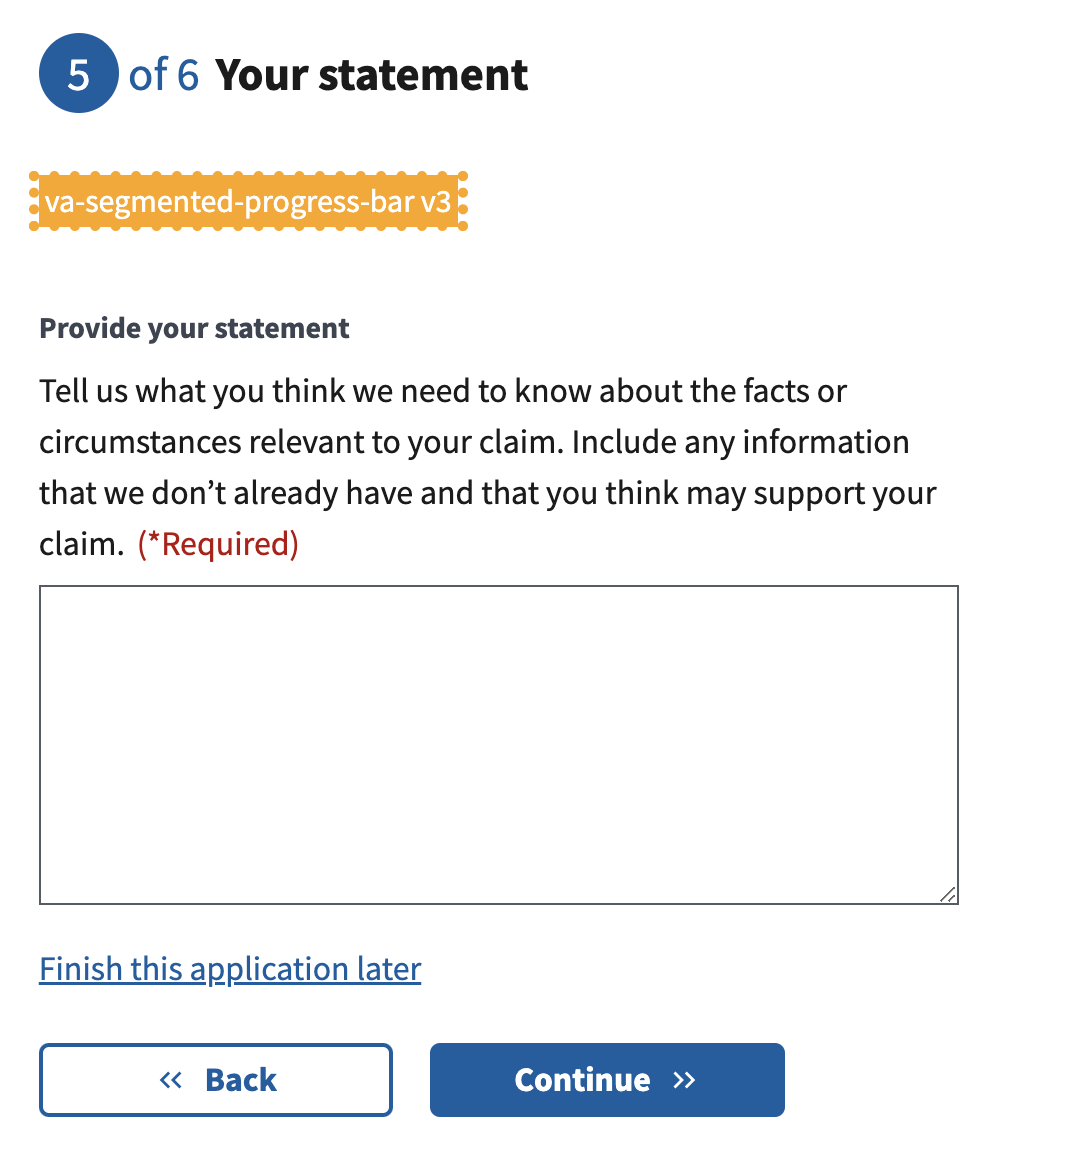 5 of 6 Your statement
va-segmented-progress-bar v3
Provide your statement
Tell us what you think we need to know about the facts or
circumstances relevant to your claim. Include any information
that we don’t already have and that you think may support your
claim. (*Required)
Finish this application later
« Back
Continue »